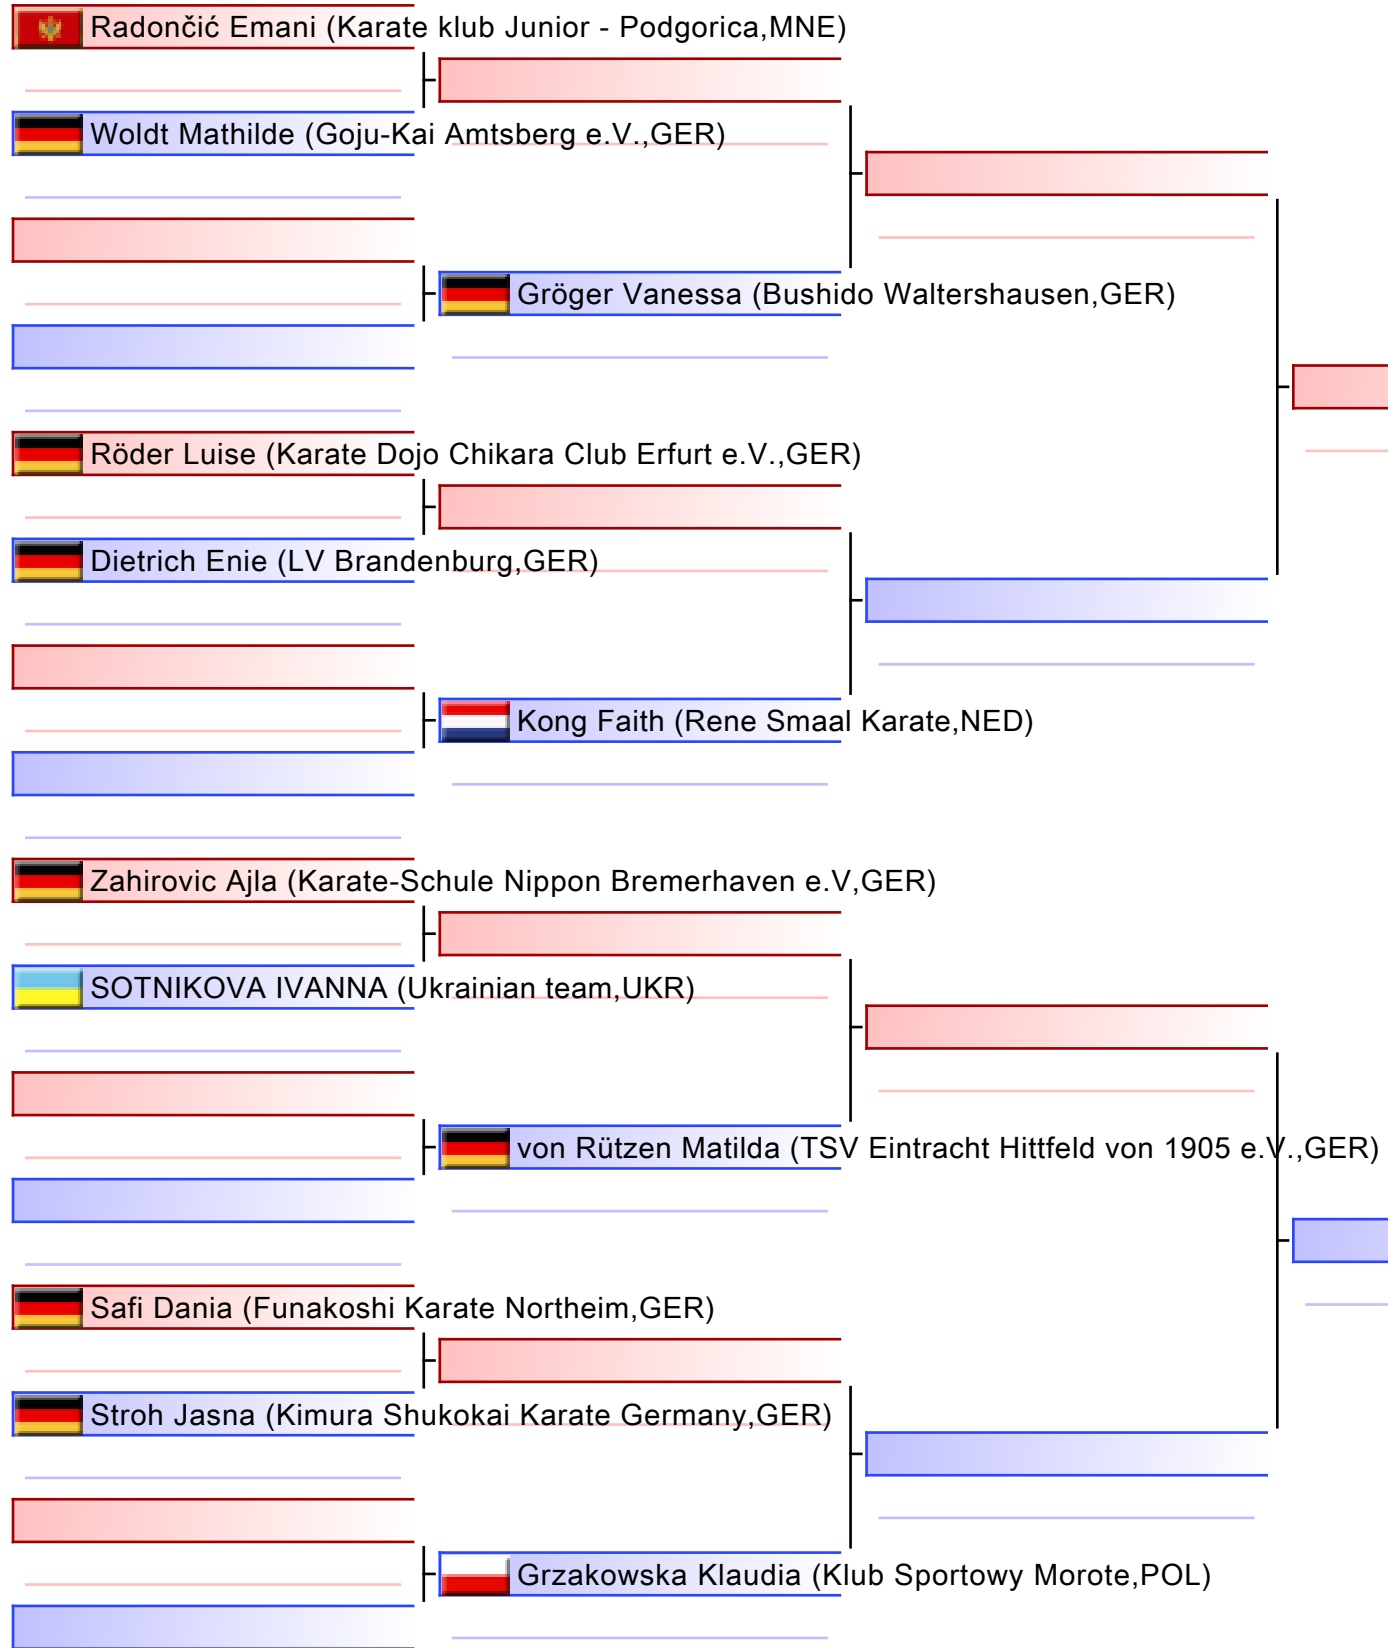 Radončić Emani (Karate klub Junior - Podgorica,MNE)
Woldt Mathilde (Goju-Kai Amtsberg e.V.,GER)
Gröger Vanessa (Bushido Waltershausen,GER)
Röder Luise (Karate Dojo Chikara Club Erfurt e.V.,GER)
Dietrich Enie (LV Brandenburg,GER)
Kong Faith (Rene Smaal Karate,NED)
Zahirovic Ajla (Karate-Schule Nippon Bremerhaven e.V,GER)
SOTNIKOVA IVANNA (Ukrainian team,UKR)
von Rützen Matilda (TSV Eintracht Hittfeld von 1905 e.V.,GER)
Safi Dania (Funakoshi Karate Northeim,GER)
Stroh Jasna (Kimura Shukokai Karate Germany,GER)
Grzakowska Klaudia (Klub Sportowy Morote,POL)